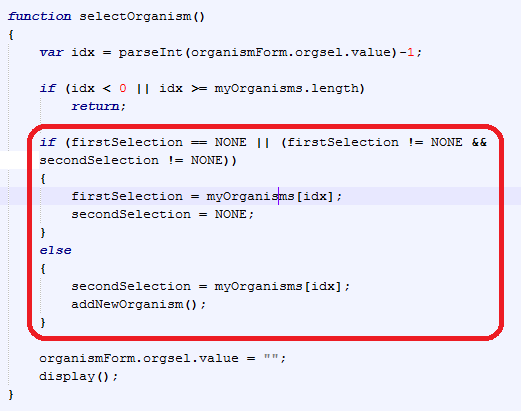 function selectOrganism()
{
    var idx = parseInt(organismForm.orgsel.value)-1;

    if (idx < 0 || idx >= myOrganisms.length)
        return;

    if (firstSelection == NONE || (firstSelection != NONE &&
    secondSelection != NONE))
    {
        firstSelection = myOrganisms[idx];
        secondSelection = NONE;
    }
    else
    {
        secondSelection = myOrganisms[idx];
        addNewOrganism();
    }

    organismForm.orgsel.value = "";
    display();
}